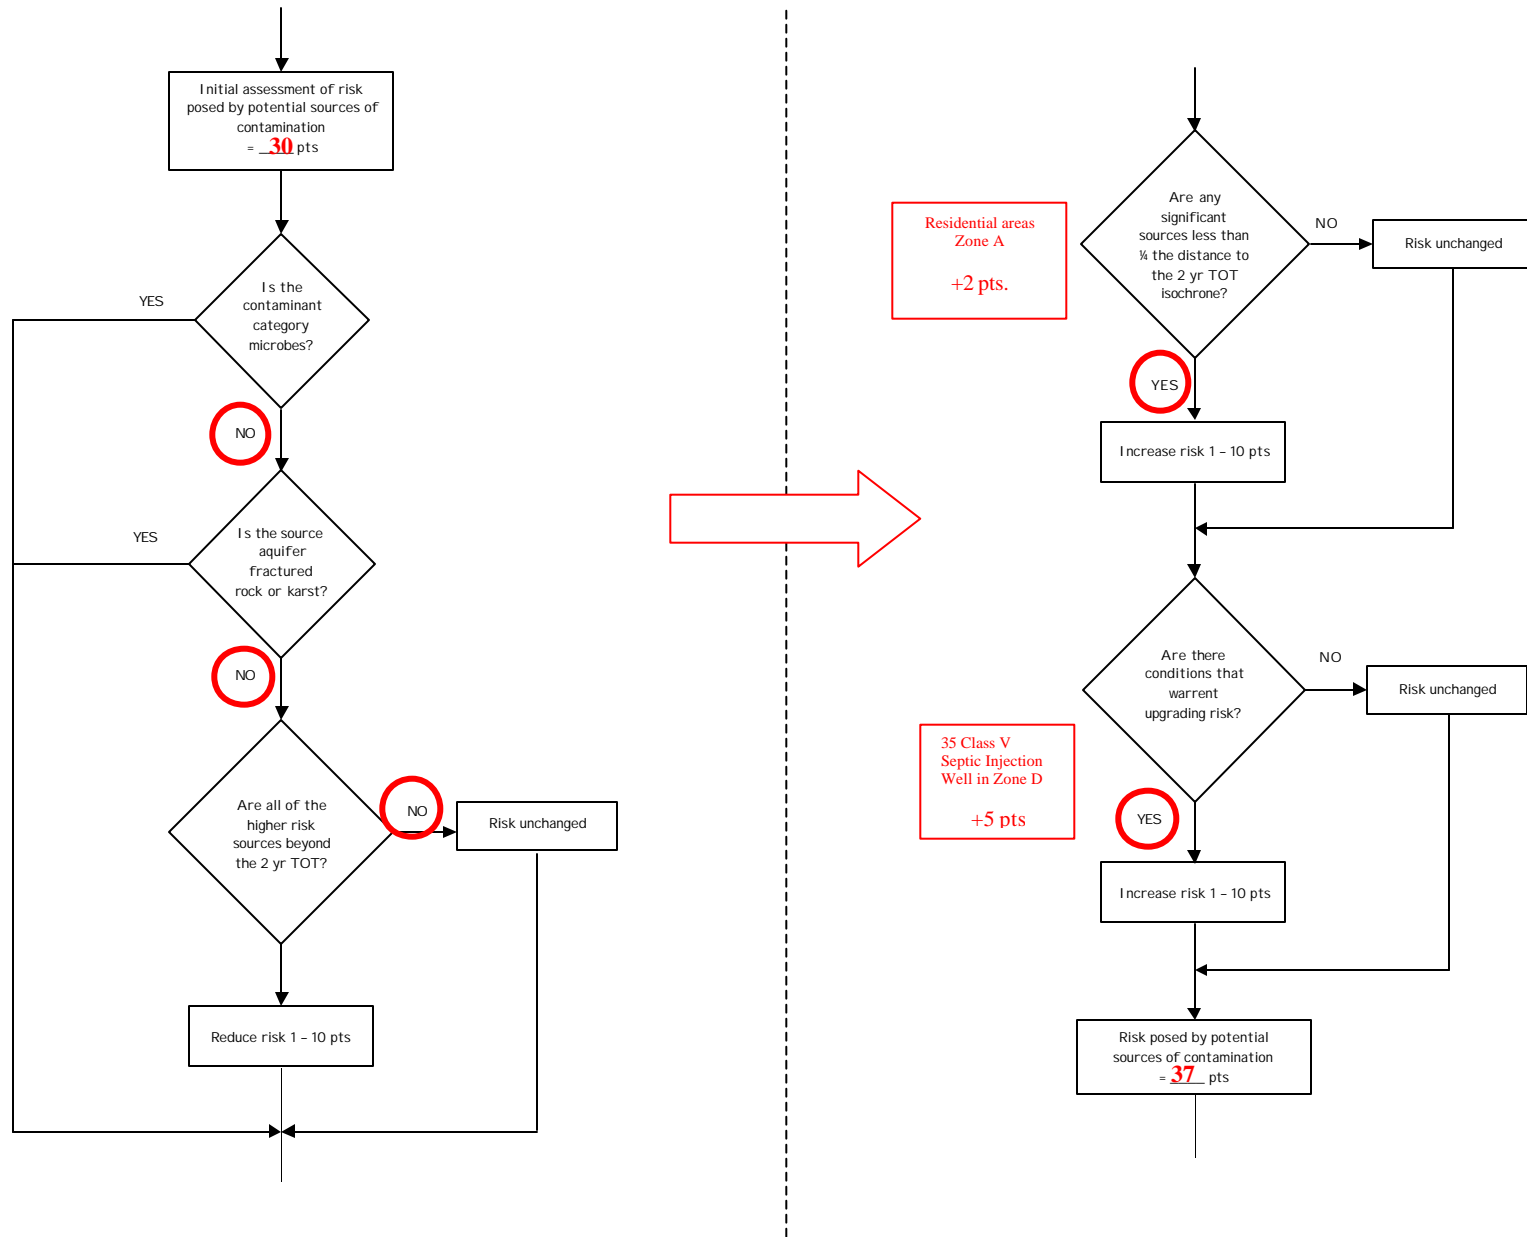 Initial assessment of risk
posed by potential sources of
contamination
= 30 pts
Is the
contaminant
category
microbes?
YES
NO
Is the source
aquifer
fractured
rock or karst?
YES
NO
Are all of the
higher risk
sources beyond
the 2 yr TOT?
NO
Risk unchanged
Reduce risk 1 – 10 pts
Residential areas
Zone A
+2 pts.
Are any
significant
sources less than
¼ the distance to
the 2 yr TOT
isochrone?
NO
Risk unchanged
YES
Increase risk 1 – 10 pts
Are there
conditions that
warrent
upgrading risk?
NO
Risk unchanged
35 Class V
Septic Injection
Well in Zone D
+5 pts
YES
Increase risk 1 – 10 pts
Risk posed by potential
sources of contamination
= 37 pts